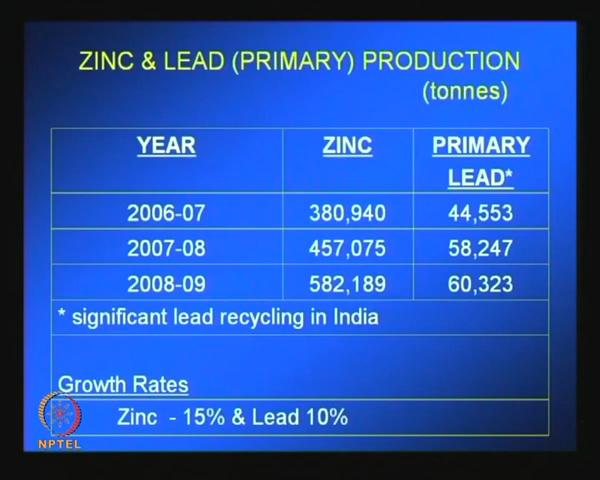 ZINC & LEAD (PRIMARY) PRODUCTION
(tonnes)
YEAR ZINC PRIMARY LEAD*
2006-07 380,940 44,553
2007-08 457,075 58,247
2008-09 582,189 60,323
* significant lead recycling in India
Growth Rates
Zinc - 15% & Lead 10%
NPTEL